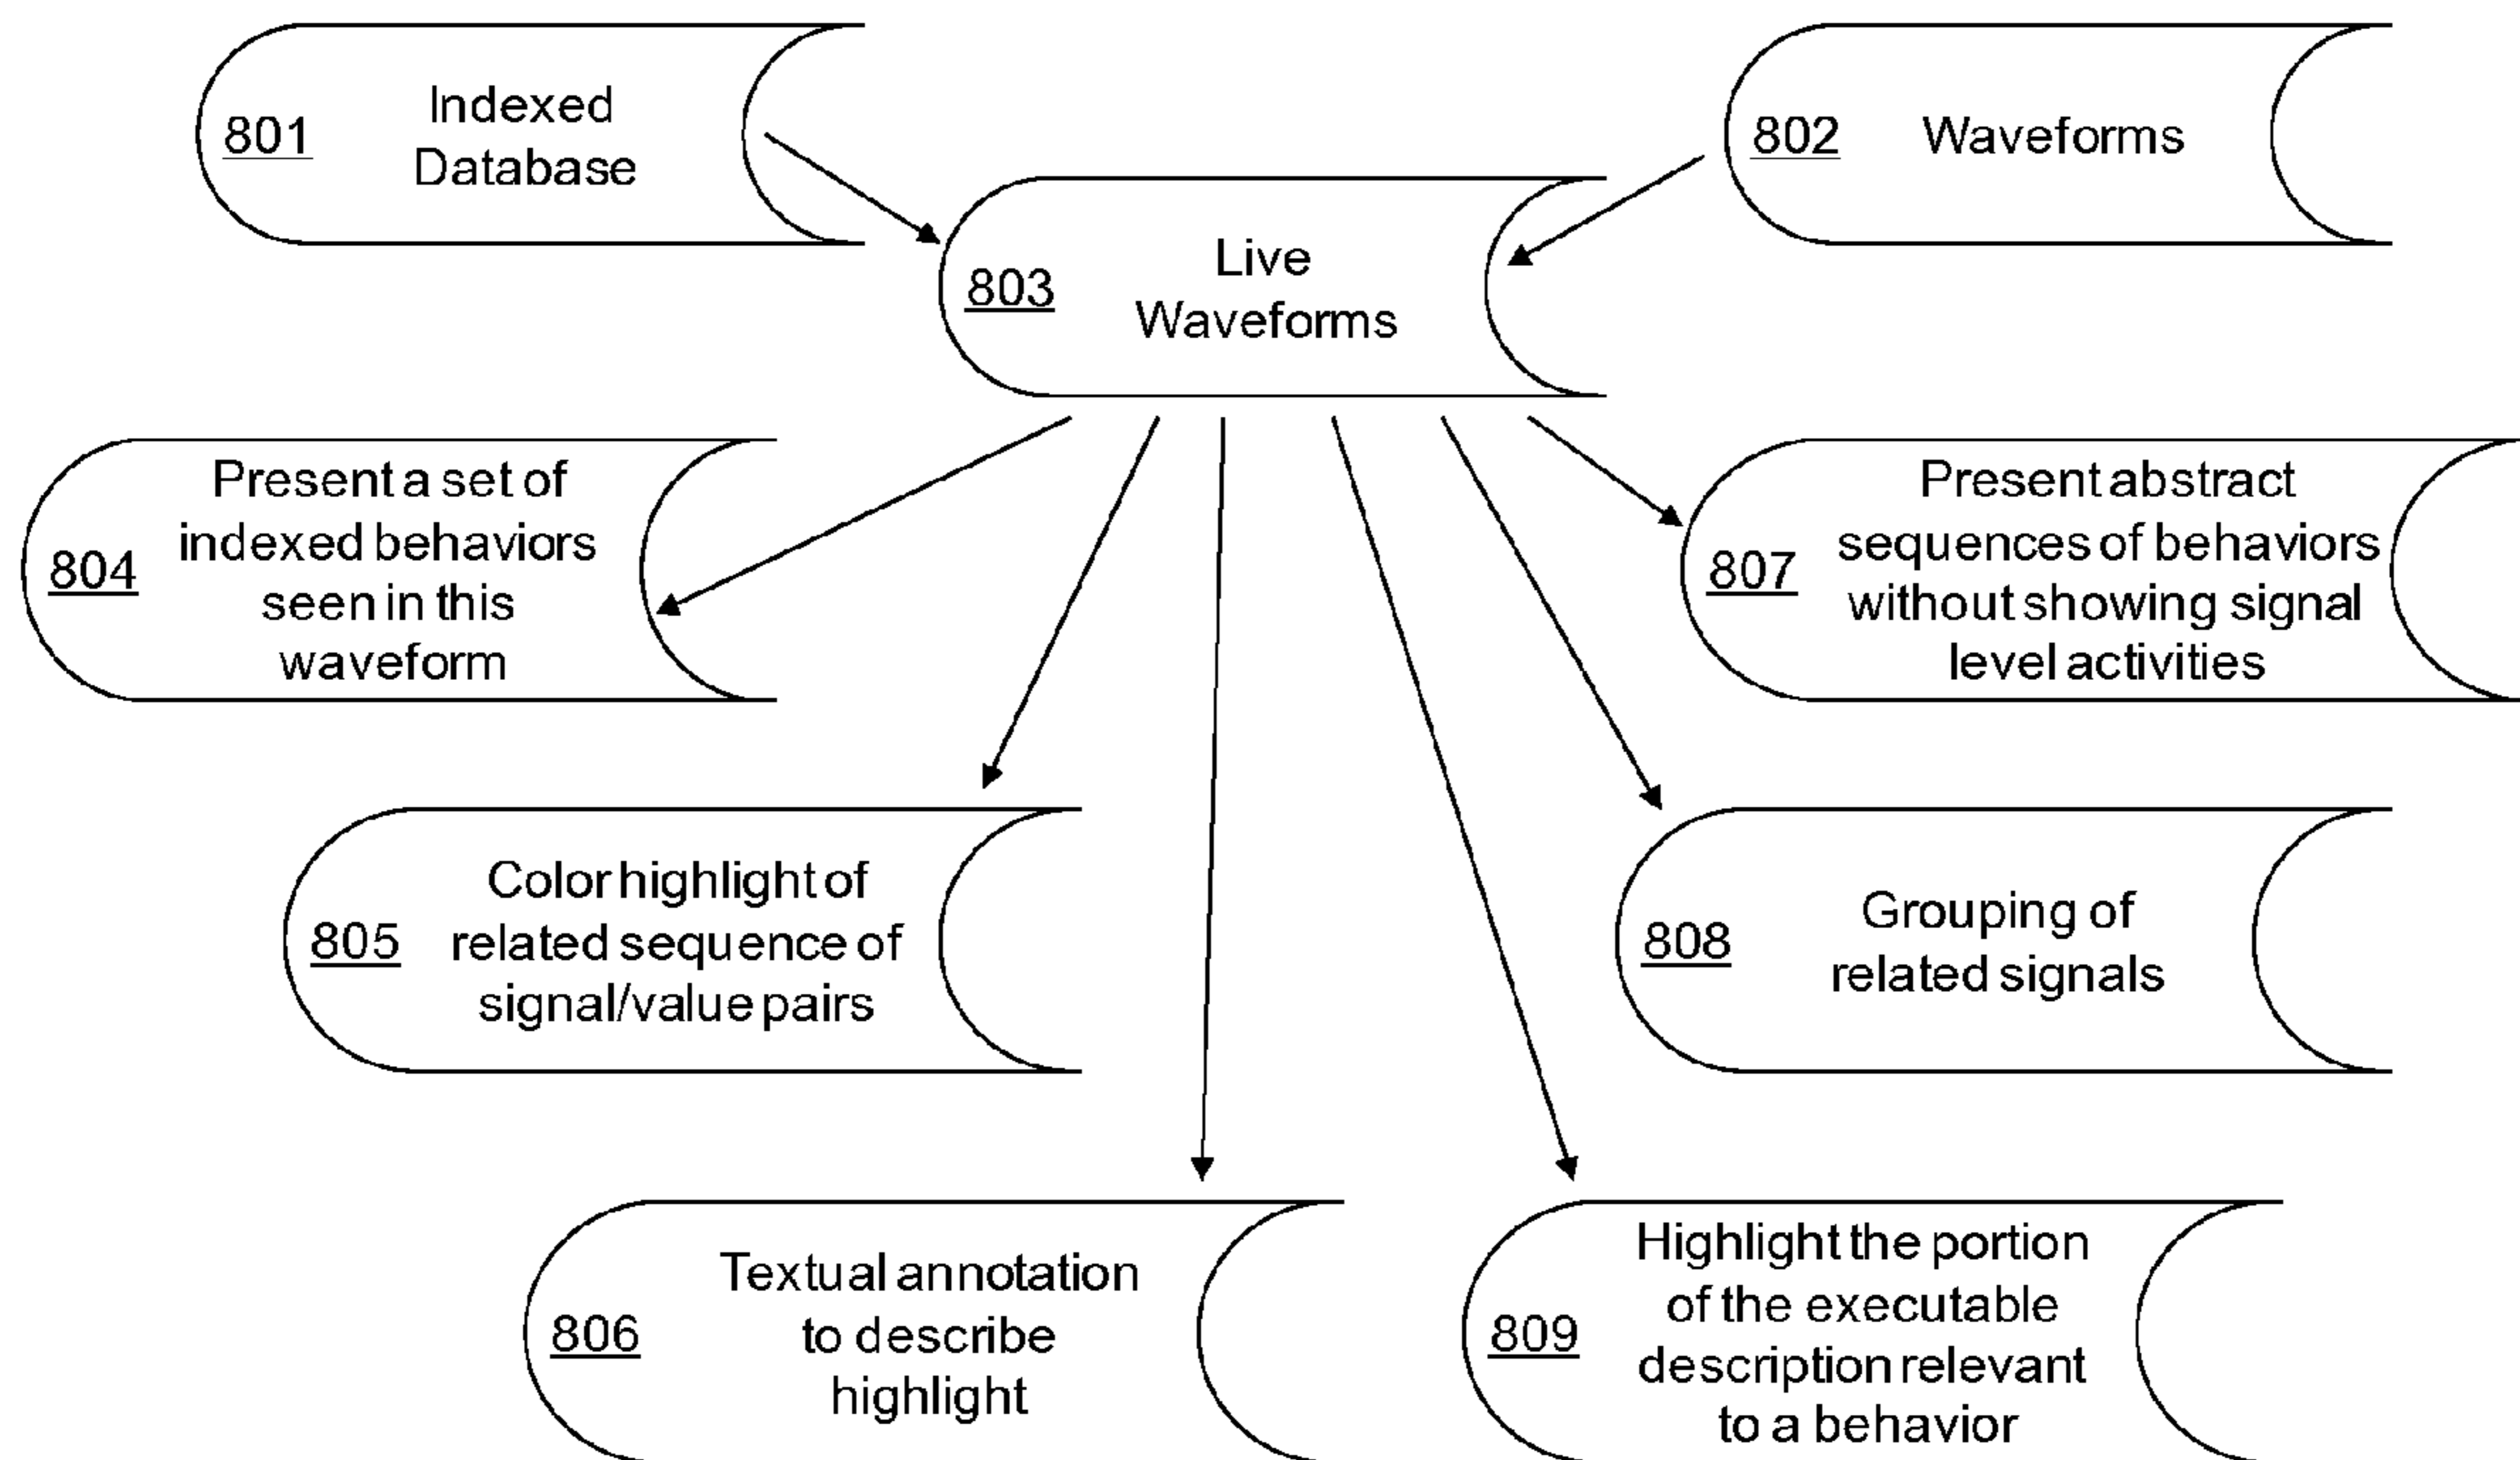 801
Indexed
Database
802
Waveforms
803
Live
Waveforms
804
Present a set of
indexed behaviors
seen in this
waveform
807
Present abstract
sequences of behaviors
without showing signal
level activities
805
Color highlight of
related sequence of
signal/value pairs
808
Grouping of
related signals
806
Textual annotation
to describe
highlight
809
Highlight the portion
of the executable
description relevant
to a behavior